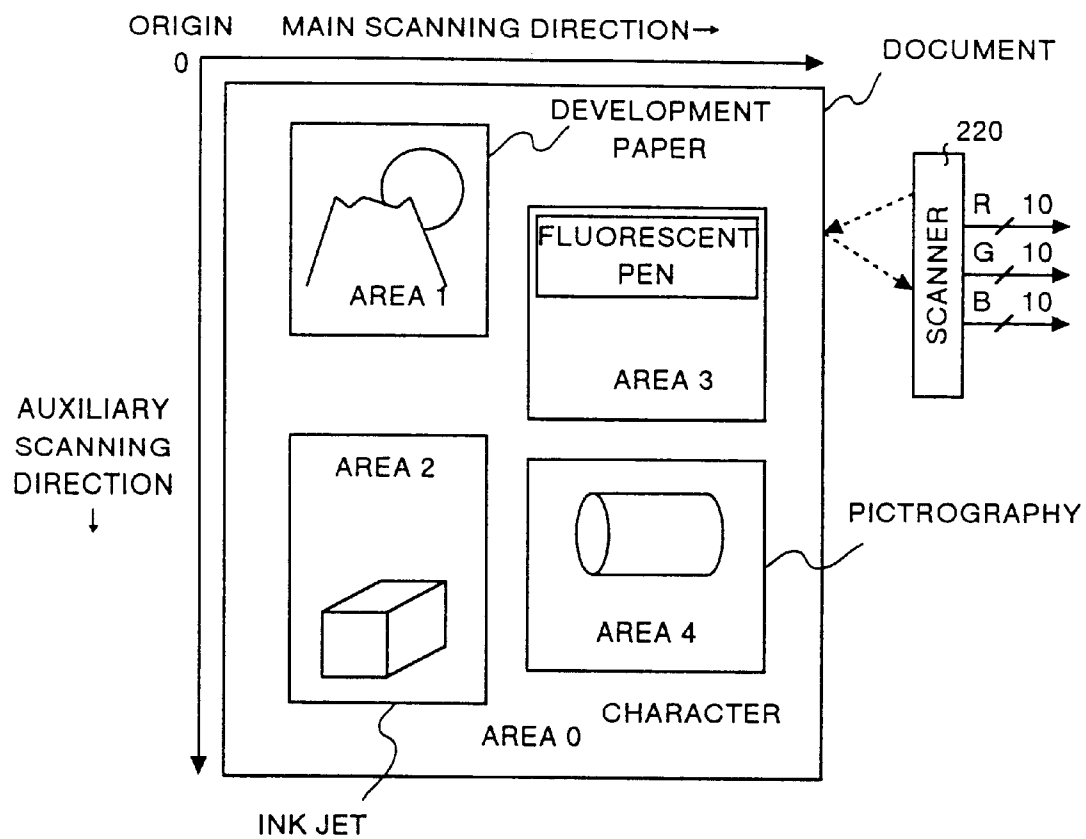 ORIGIN MAIN SCANNING DIRECTION→
0
DOCUMENT
DEVELOPMENT
PAPER
220
SCANNER
R 10
G 10
B 10
FLUORESCENT
PEN
AREA 1
AREA 3
AUXILIARY
SCANNING
DIRECTION
↓
AREA 2
PICTROGRAPHY
AREA 4
CHARACTER
AREA 0
INK JET